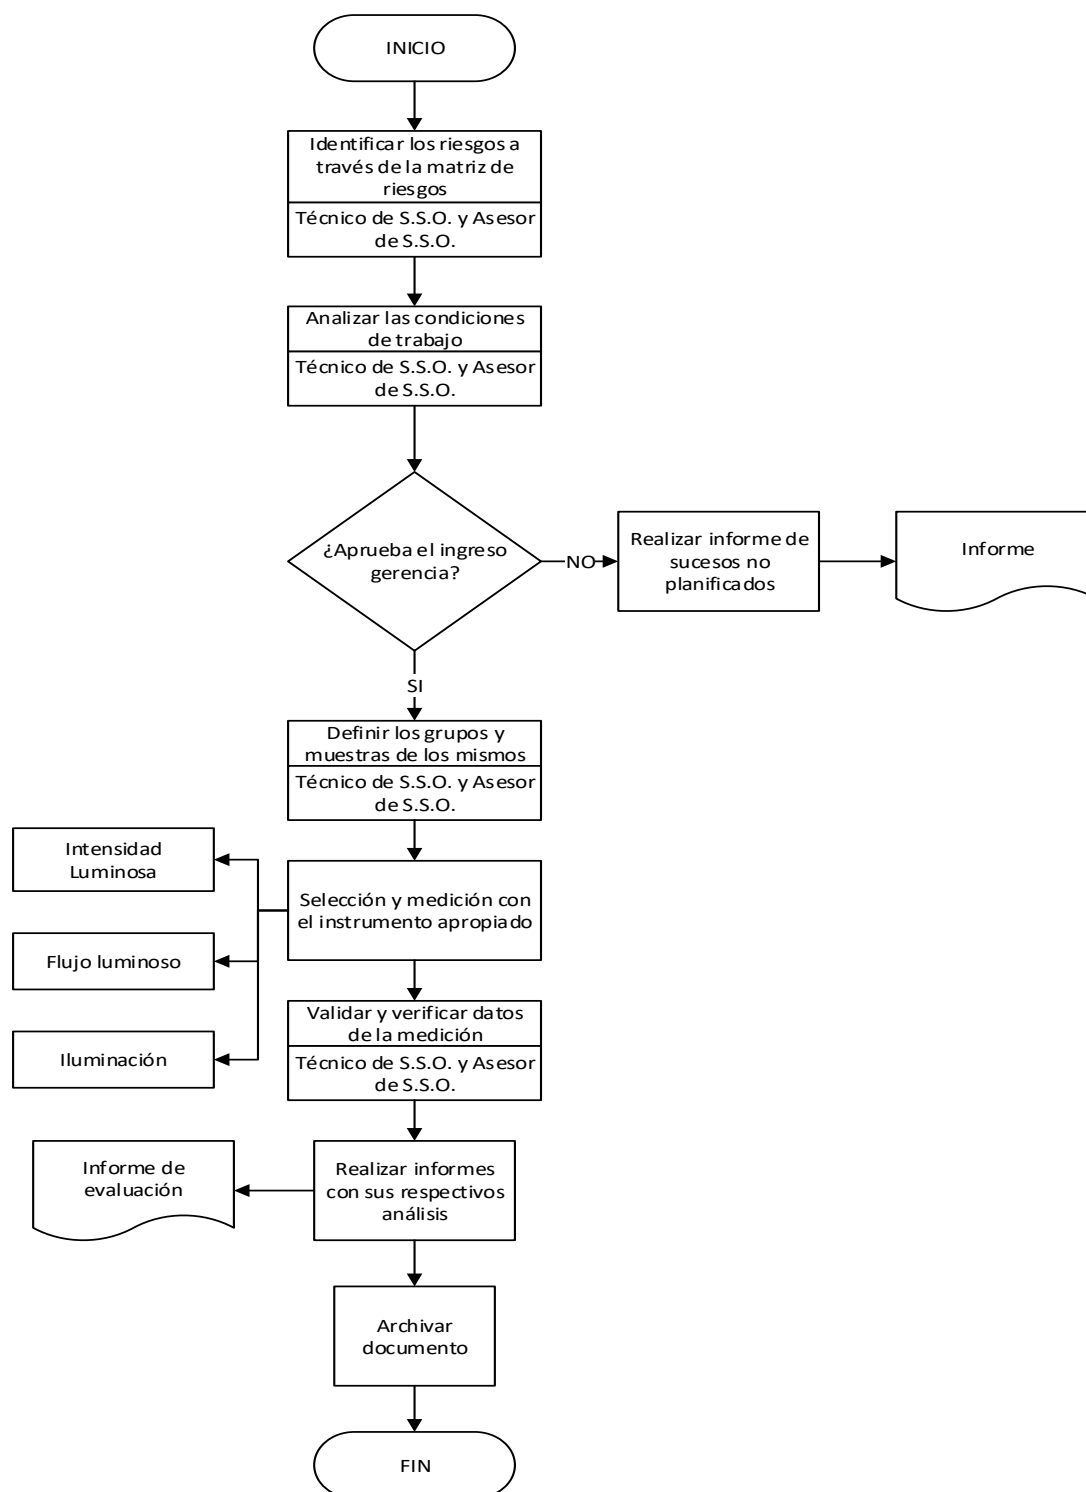 INICIO
Identificar los riesgos a
través de la matriz de
riesgos
Técnico de S.S.O. y Asesor
de S.S.O.
Analizar las condiciones
de trabajo
Técnico de S.S.O. y Asesor
de S.S.O.
¿Aprueba el ingreso
gerencia?
NO
Realizar informe de
sucesos no
planificados
Informe
SI
Definir los grupos y
muestras de los mismos
Técnico de S.S.O. y Asesor
de S.S.O.
Intensidad
Luminosa
Selección y medición con
el instrumento apropiado
Flujo luminoso
Iluminación
Validar y verificar datos
de la medición
Técnico de S.S.O. y Asesor
de S.S.O.
Informe de
evaluación
Realizar informes
con sus respectivos
análisis
Archivar
documento
FIN